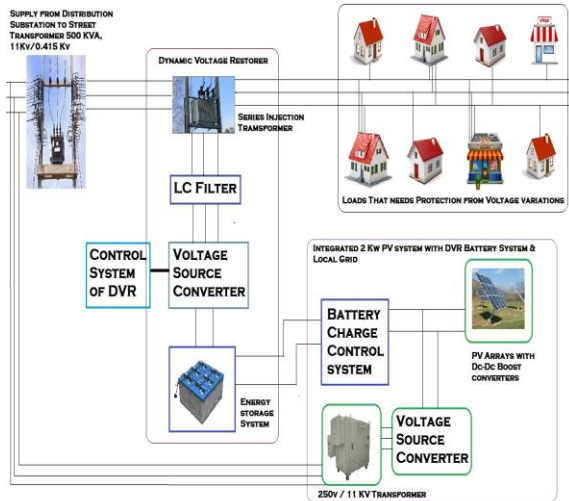 SUPPLY FROM DISTRIBUTION
SUBSTATION TO STREET
TRANSFORMER 500 KVA,
11KV/0.415 KV
DYNAMIC VOLTAGE RESTORER
SERIES INJECTION
TRAMSFORMER
LC FILTER
CONTROL
SYSTEM
OF DVR
VOLTAGE
SOURCE
CONVERTER
ENERGY
STORAGE
SYSTEM
LOADS THAT NEEDS PROTECTION FROM VOLTAGE VARIATIONS
INTEGRATED 2 KW PV SYSTEM WITH DVR BATTERY SYSTEM &
LOCAL GRID
BATTERY
CHARGE
CONTROL
SYSTEM
PV ARRAYS WITH
DC-DC BOOST
CONVERTERS
VOLTAGE
SOURCE
CONVERTER
250V / 11 KV TRANSFORMER